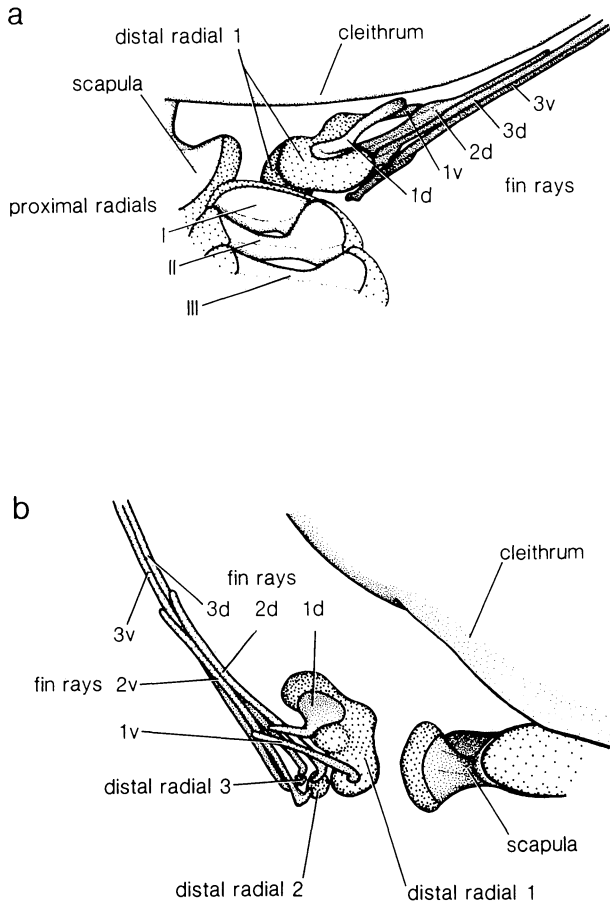 a
distal radial 1
cleithrum
scapula
3v
3d
2d
1v
1d
fin rays
proximal radials
I
II
III
b
cleithrum
fin rays
3d 2d 1d
3v
fin rays 2v
1v
distal radial 3
scapula
distal radial 2
distal radial 1